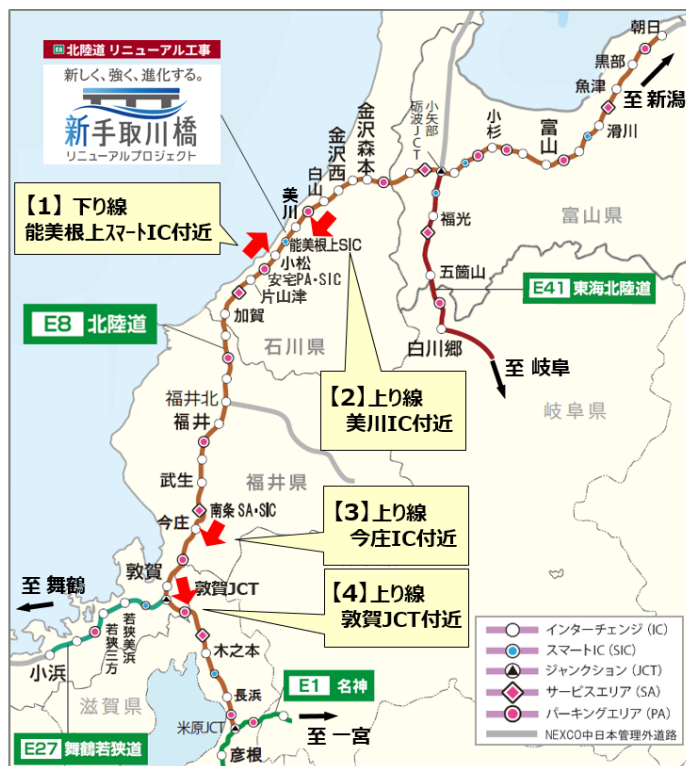 E8 北陸道 リニューアル工事
新しく、強く、進化する。
新手取川橋
リニューアルプロジェクト
朝日
黒部
魚津
至 新潟
滑川
富山
小杉
小矢部
砺波JCT
金沢森本
金沢西
白山
美川
【1】下り線
能美根上スマートIC付近
能美根上SIC
小松
安宅PA・SIC
片山津
加賀
福光
富山県
五箇山
E41 東海北陸道
白川郷
至 岐阜
岐阜県
E8 北陸道
石川県
【2】上り線
美川IC付近
福井北
福井
武生
福井県
南条 SA・SIC
今庄
【3】上り線
今庄IC付近
敦賀
敦賀JCT
【4】上り線
敦賀JCT付近
至 舞鶴
若狭美浜
若狭三方
小浜
木之本
滋賀県
長浜
E1 名神
米原JCT
至 一宮
E27 舞鶴若狭道
彦根
インターチェンジ (IC)
スマートIC (SIC)
ジャンクション (JCT)
サービスエリア (SA)
パーキングエリア (PA)
NEXCO中日本管理外道路